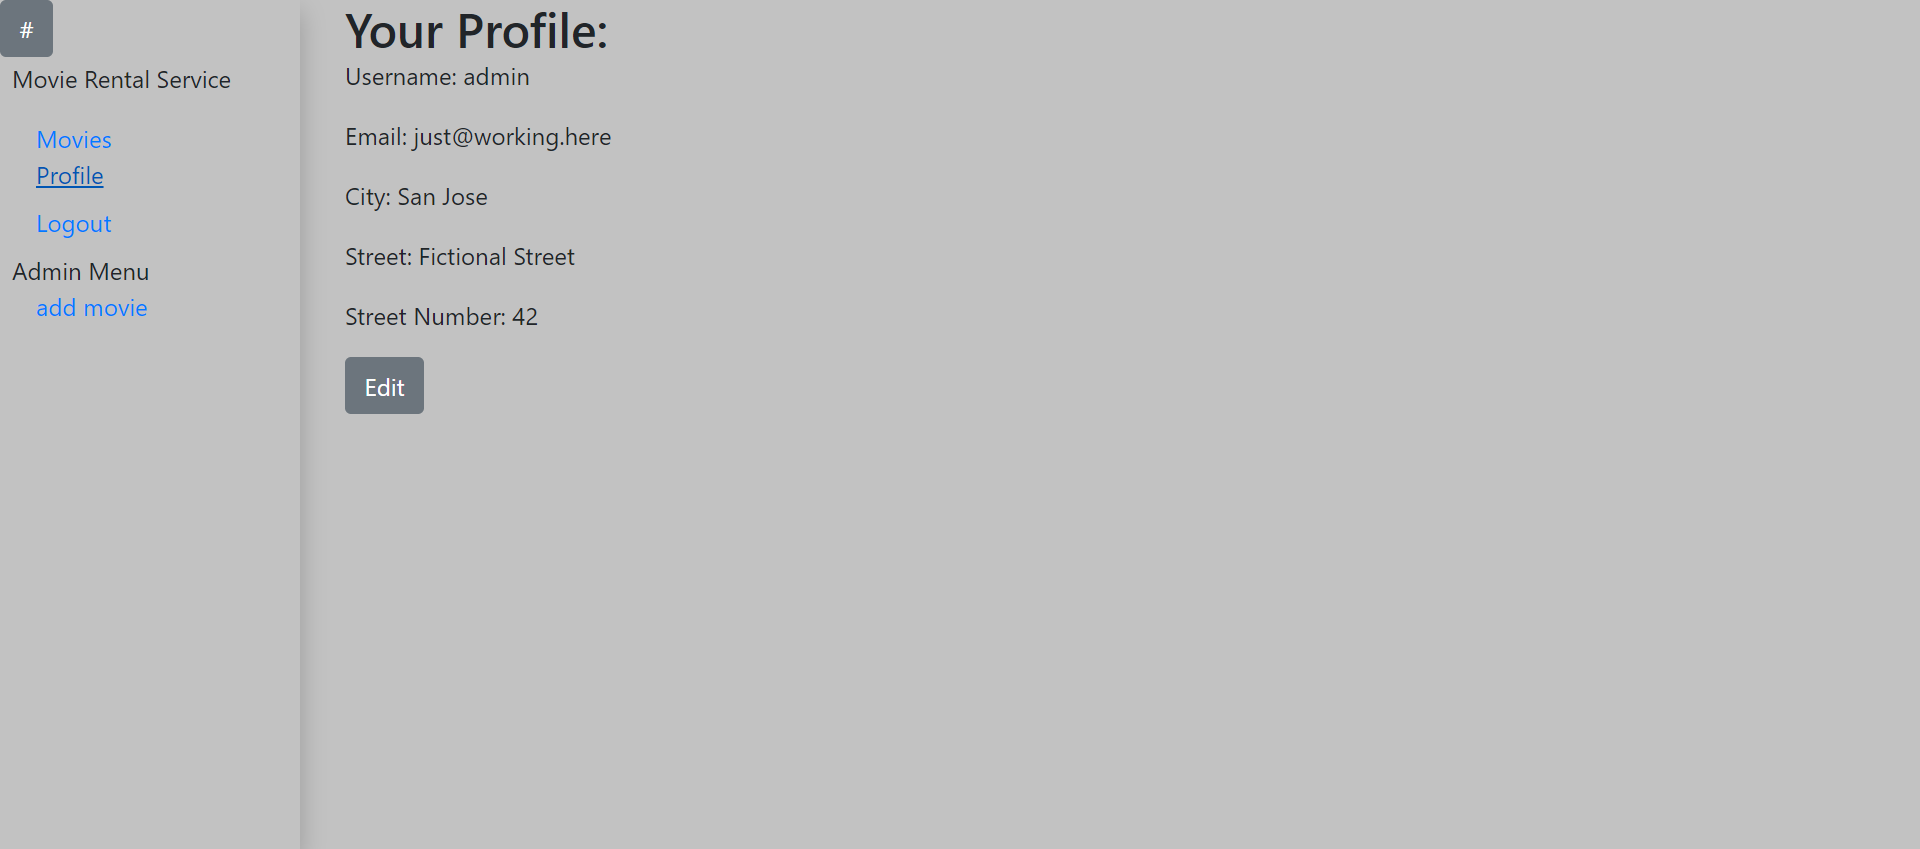 #
Movie Rental Service
Movies
Profile
Logout
Admin Menu
add movie
Your Profile:
Username: admin
Email: just@working.here
City: San Jose
Street: Fictional Street
Street Number: 42
Edit